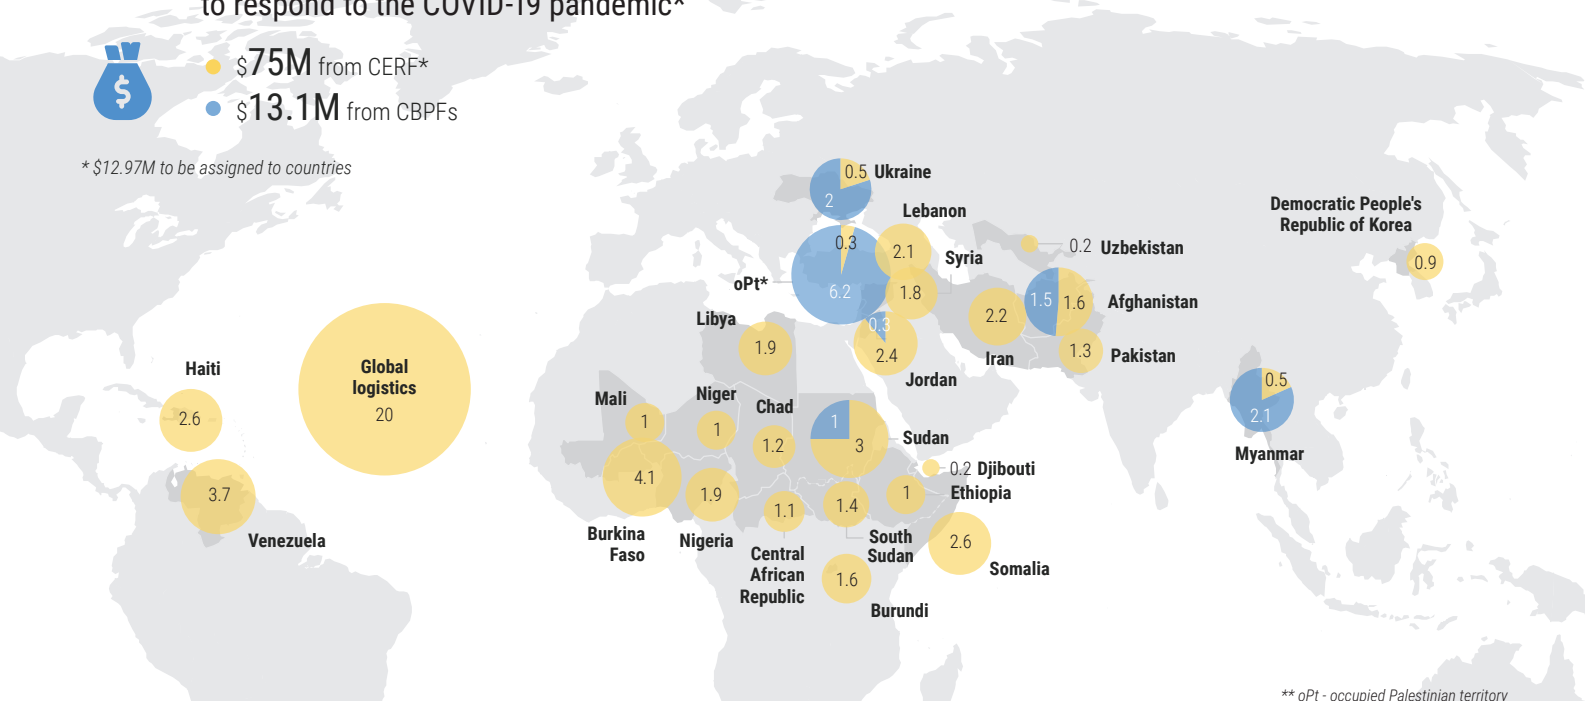 to respond to the COVID-19 pandemic*
$75M from CERF*
$13.1M from CBPFs
* $12.97M to be assigned to countries
0.5 Ukraine
2
Lebanon
Democratic People's
Republic of Korea
0.3
2.1
0.2 Uzbekistan
Syria
0.9
oPt*
6.2
1.8
1.5
1.6
Afghanistan
Libya
0.3
2.2
1.9
2.4
Iran
1.3
Pakistan
Haiti
Global
logistics
20
Jordan
0.5
2.1
Myanmar
2.6
Mali
Niger
Chad
1
1
1.2
1
3
Sudan
0.2 Djibouti
3.7
4.1
1.9
1.1
1.4
1
Ethiopia
Venezuela
Burkina
Faso
Nigeria
Central
African
Republic
South
Sudan
2.6
Somalia
1.6
Burundi
** oPt - occupied Palestinian territory